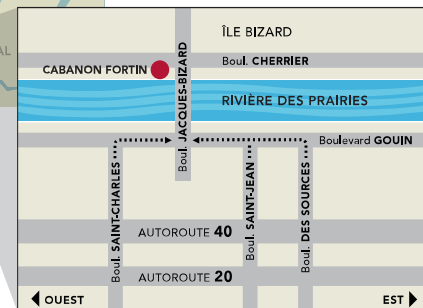 ÎLE BIZARD
AL
Boul. CHERRIER
CABANON FORTIN
Boul. JACQUES-BIZARD
RIVIÈRE DES PRAIRIES
Boulevard GOUIN
Boul. SAINT-CHARLES
Boul. SAINT-JEAN
Boul. DES SOURCES
AUTOROUTE 40
AUTOROUTE 20
OUEST
EST